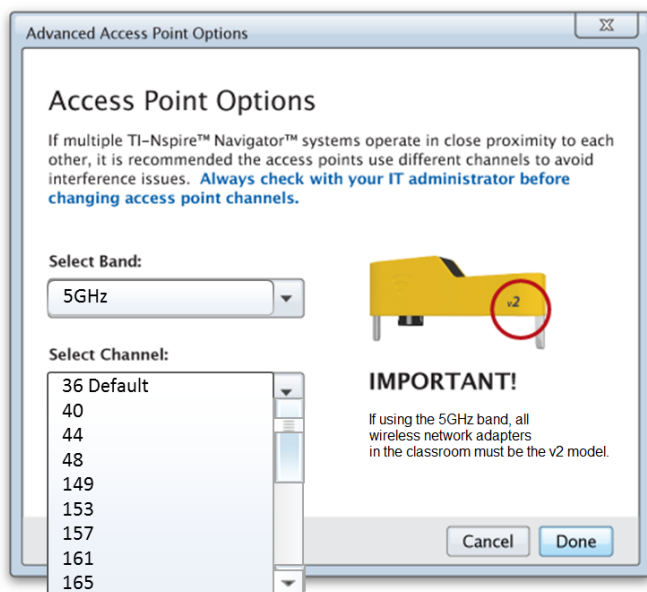 Advanced Access Point Options
Access Point Options
If multiple TI-Nspire™ Navigator™ systems operate in close proximity to each
other, it is recommended the access points use different channels to avoid
interference issues. Always check with your IT administrator before
changing access point channels.
Select Band:
5GHz
v2
Select Channel:
36 Default
40
44
48
149
153
157
161
165
IMPORTANT!
If using the 5GHz band, all
wireless network adapters
in the classroom must be the v2 model.
Cancel
Done